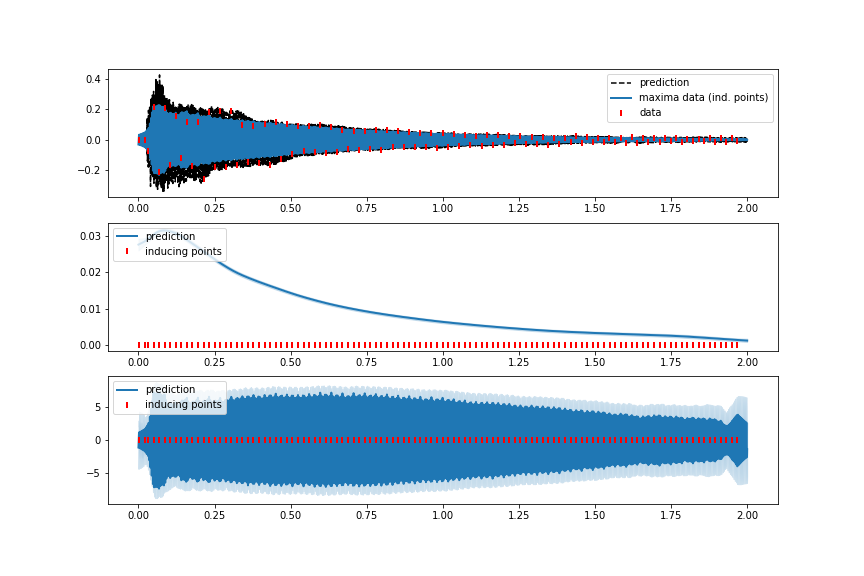 0.4
0.2
0.0
−0.2
prediction
maxima data (ind. points)
data
0.00 0.25 0.50 0.75 1.00 1.25 1.50 1.75 2.00
0.03
0.02
0.01
0.00
prediction
inducing points
0.00 0.25 0.50 0.75 1.00 1.25 1.50 1.75 2.00
5
0
−5
prediction
inducing points
0.00 0.25 0.50 0.75 1.00 1.25 1.50 1.75 2.00